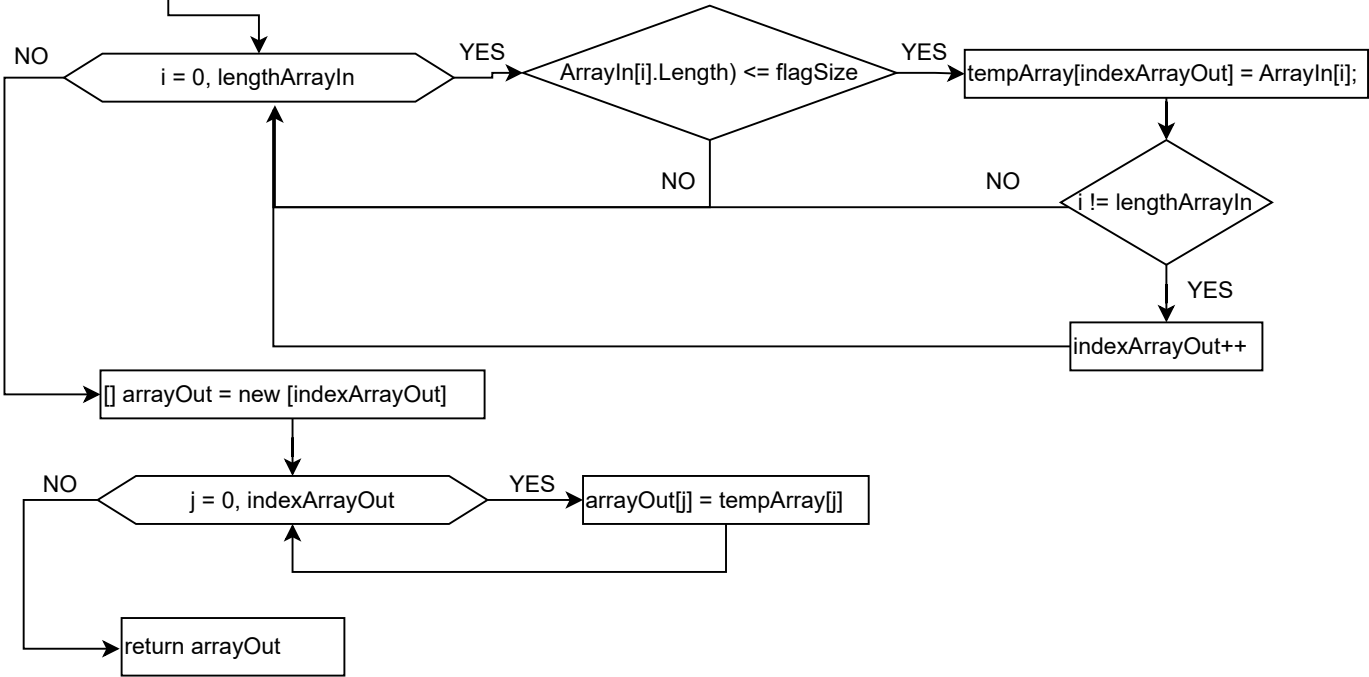 NO
i = 0, lengthArrayIn
YES
ArrayIn[i].Length) <= flagSize
YES
tempArray[indexArrayOut] = ArrayIn[i];
NO
NO
i != lengthArrayIn
YES
indexArrayOut++
[] arrayOut = new [indexArrayOut]
NO
j = 0, indexArrayOut
YES
arrayOut[j] = tempArray[j]
return arrayOut